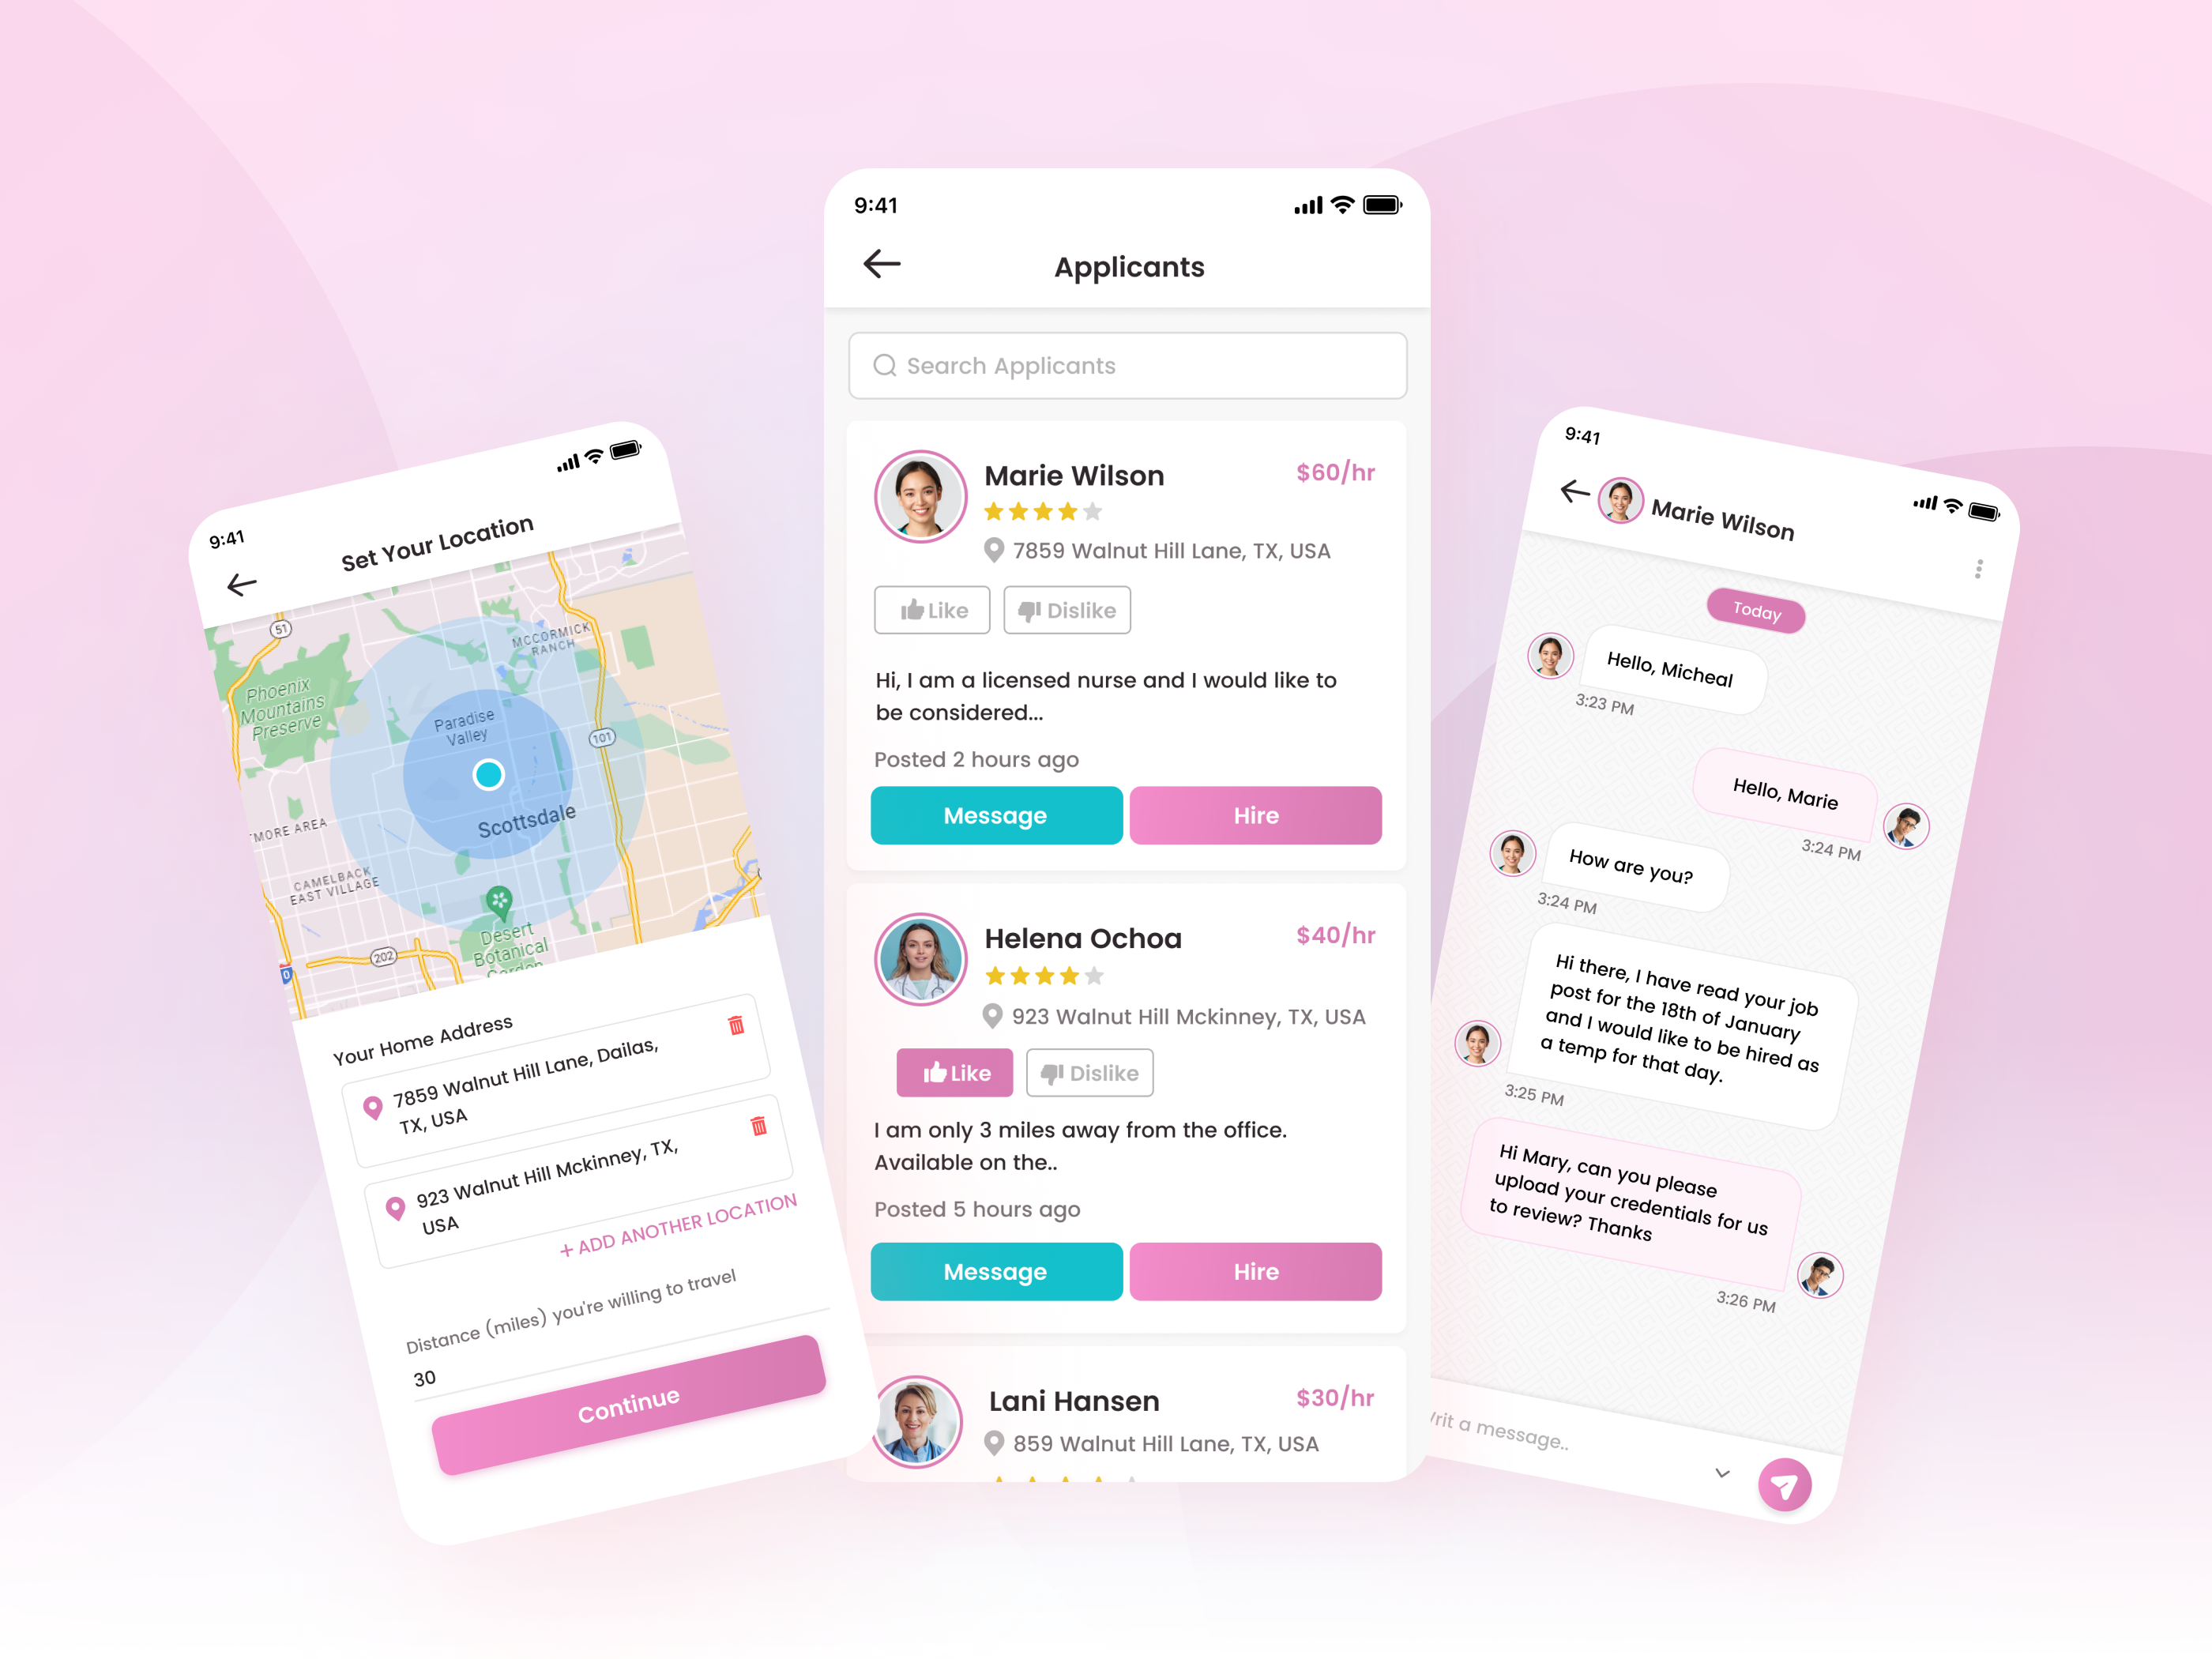 9:41
Set Your Location
51
Phoenix
Mountains
Preserve
MCCORMICK
RANCH
Paradise
Valley
101
Scottsdale
MORE AREA
CAMELBACK
EAST VILLAGE
202
Desert
Botanical
Garden
Your Home Address
7859 Walnut Hill Lane, Dailas,
TX, USA
923 Walnut Hill Mckinney, TX,
USA
+ ADD ANOTHER LOCATION
Distance (miles) you're willing to travel
30
Continue
9:41
Applicants
Search Applicants
Marie Wilson
$60/hr
7859 Walnut Hill Lane, TX, USA
Like
Dislike
Hi, I am a licensed nurse and I would like to
be considered...
Posted 2 hours ago
Message
Hire
Helena Ochoa
$40/hr
923 Walnut Hill Mckinney, TX, USA
Like
Dislike
I am only 3 miles away from the office.
Available on the..
Posted 5 hours ago
Message
Hire
Lani Hansen
$30/hr
859 Walnut Hill Lane, TX, USA
9:41
Marie Wilson
Today
Hello, Micheal
3:23 PM
Hello, Marie
3:24 PM
How are you?
3:24 PM
Hi there, I have read your job
post for the 18th of January
and I would like to be hired as
a temp for that day.
3:25 PM
Hi Mary, can you please
upload your credentials for us
to review? Thanks
3:26 PM
Writ a message..